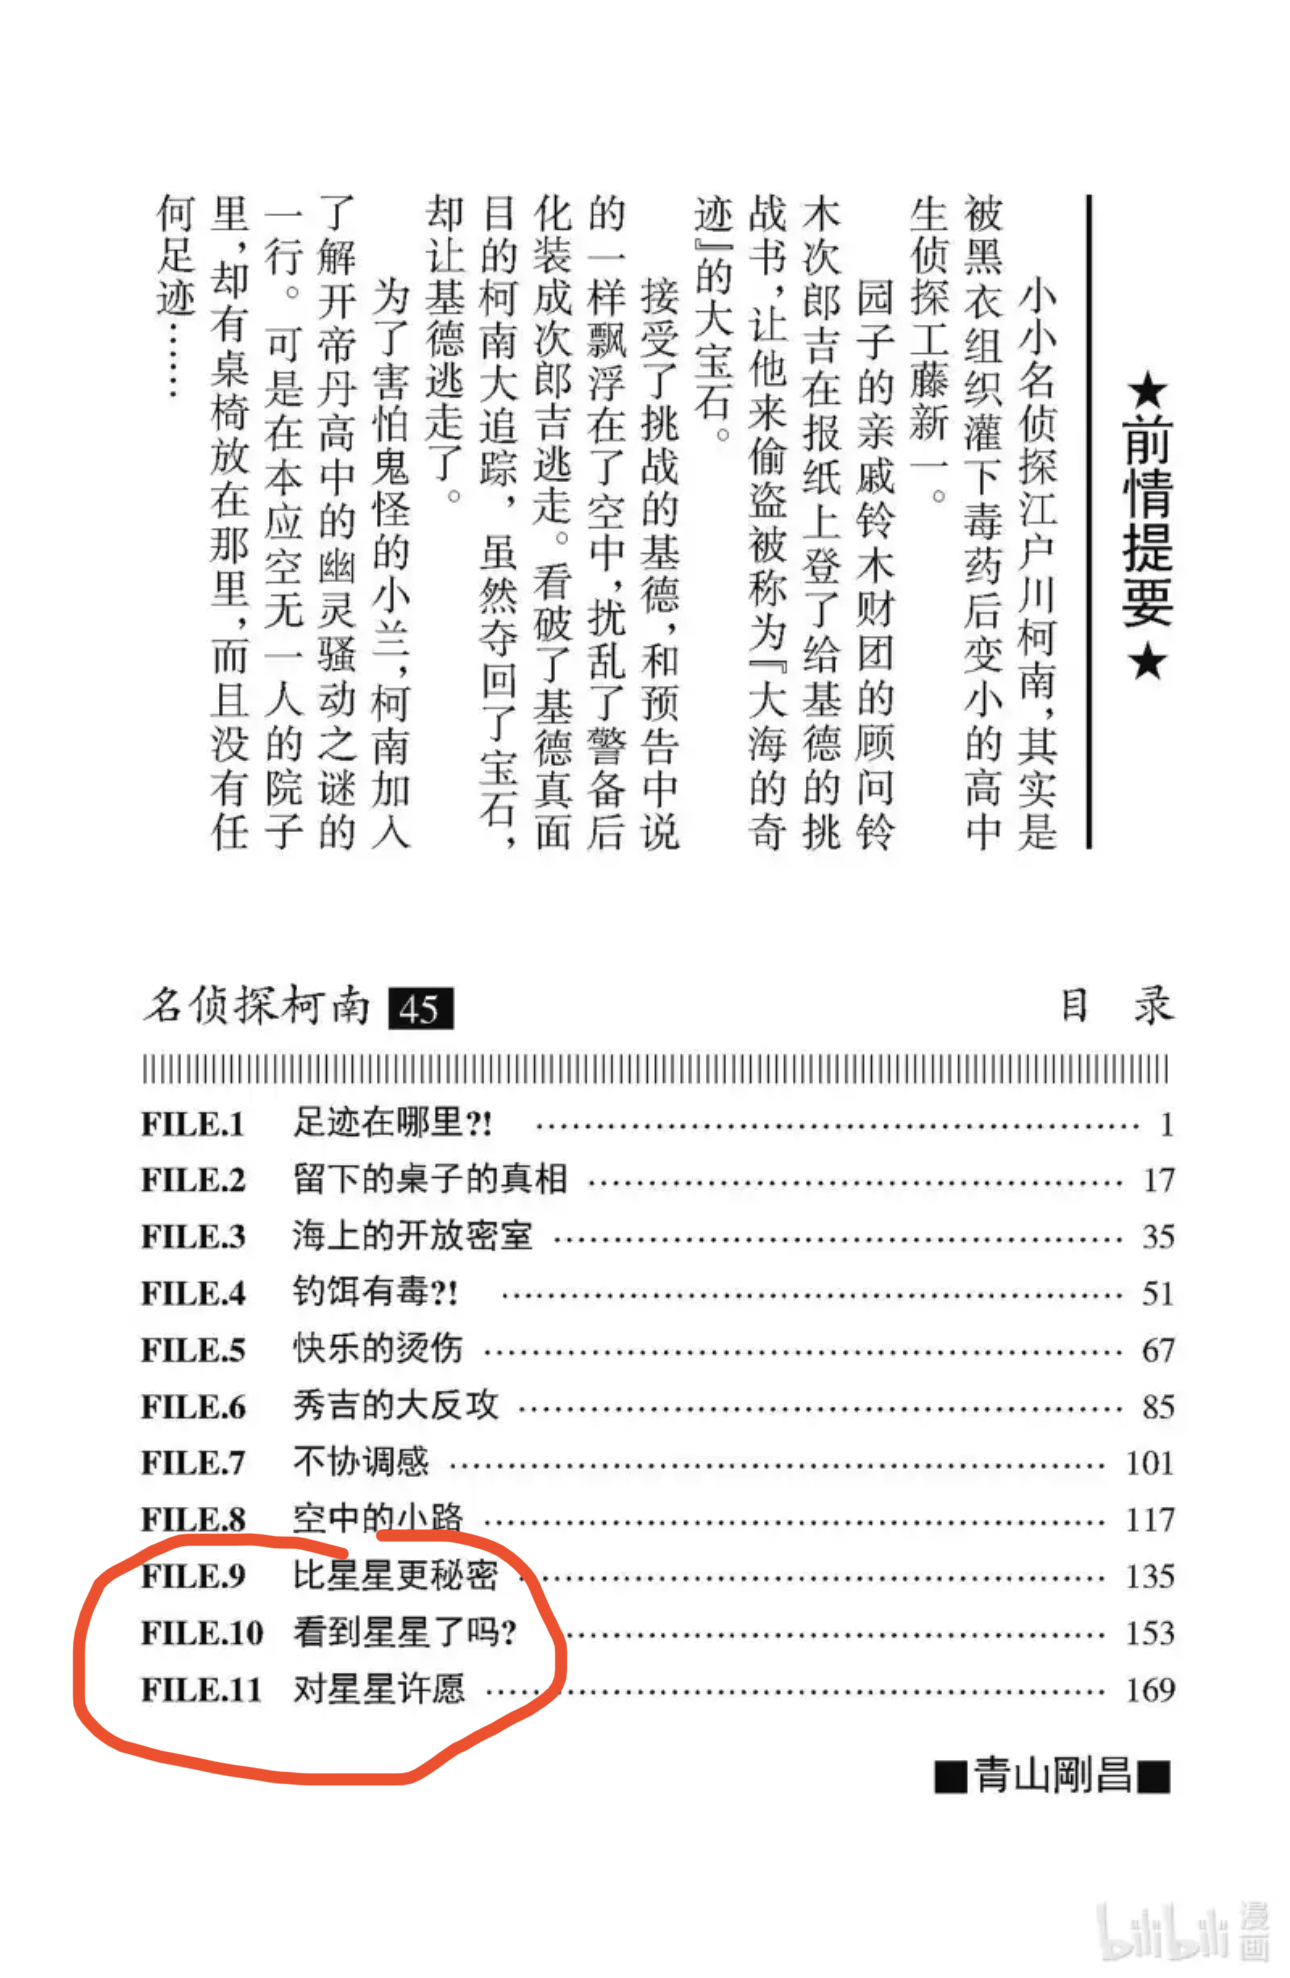 ★前情提要★
小小名侦探江户川柯南，其实是
被黑衣组织灌下毒药后变小的高中
生侦探工藤新一。
园子的亲戚铃木财团的顾问铃
木次郎吉在报纸上登了给基德的挑
战书，让他来偷盗被称为『大海的奇
迹』的大宝石。
接受了挑战的基德，和预告中说
的一样飘浮在了空中，扰乱了警备后
化装成次郎吉逃走。看破了基德真面
目的柯南大追踪，虽然夺回了宝石，
却让基德逃走了。
为了害怕鬼怪的小兰，柯南加入
了解开帝丹高中的幽灵骚动之谜的
一行。可是在本应空无一人的院子
里，却有桌椅放在那里，而且没有任
何足迹……
名侦探柯南 45 目 录
FILE.1 足迹在哪里?! 1
FILE.2 留下的桌子的真相 17
FILE.3 海上的开放密室 35
FILE.4 钓饵有毒?! 51
FILE.5 快乐的烫伤 67
FILE.6 秀吉的大反攻 85
FILE.7 不协调感 101
FILE.8 空中的小路 117
FILE.9 比星星更秘密 135
FILE.10 看到星星了吗? 153
FILE.11 对星星许愿 169
■青山剛昌■
bilibili 漫画